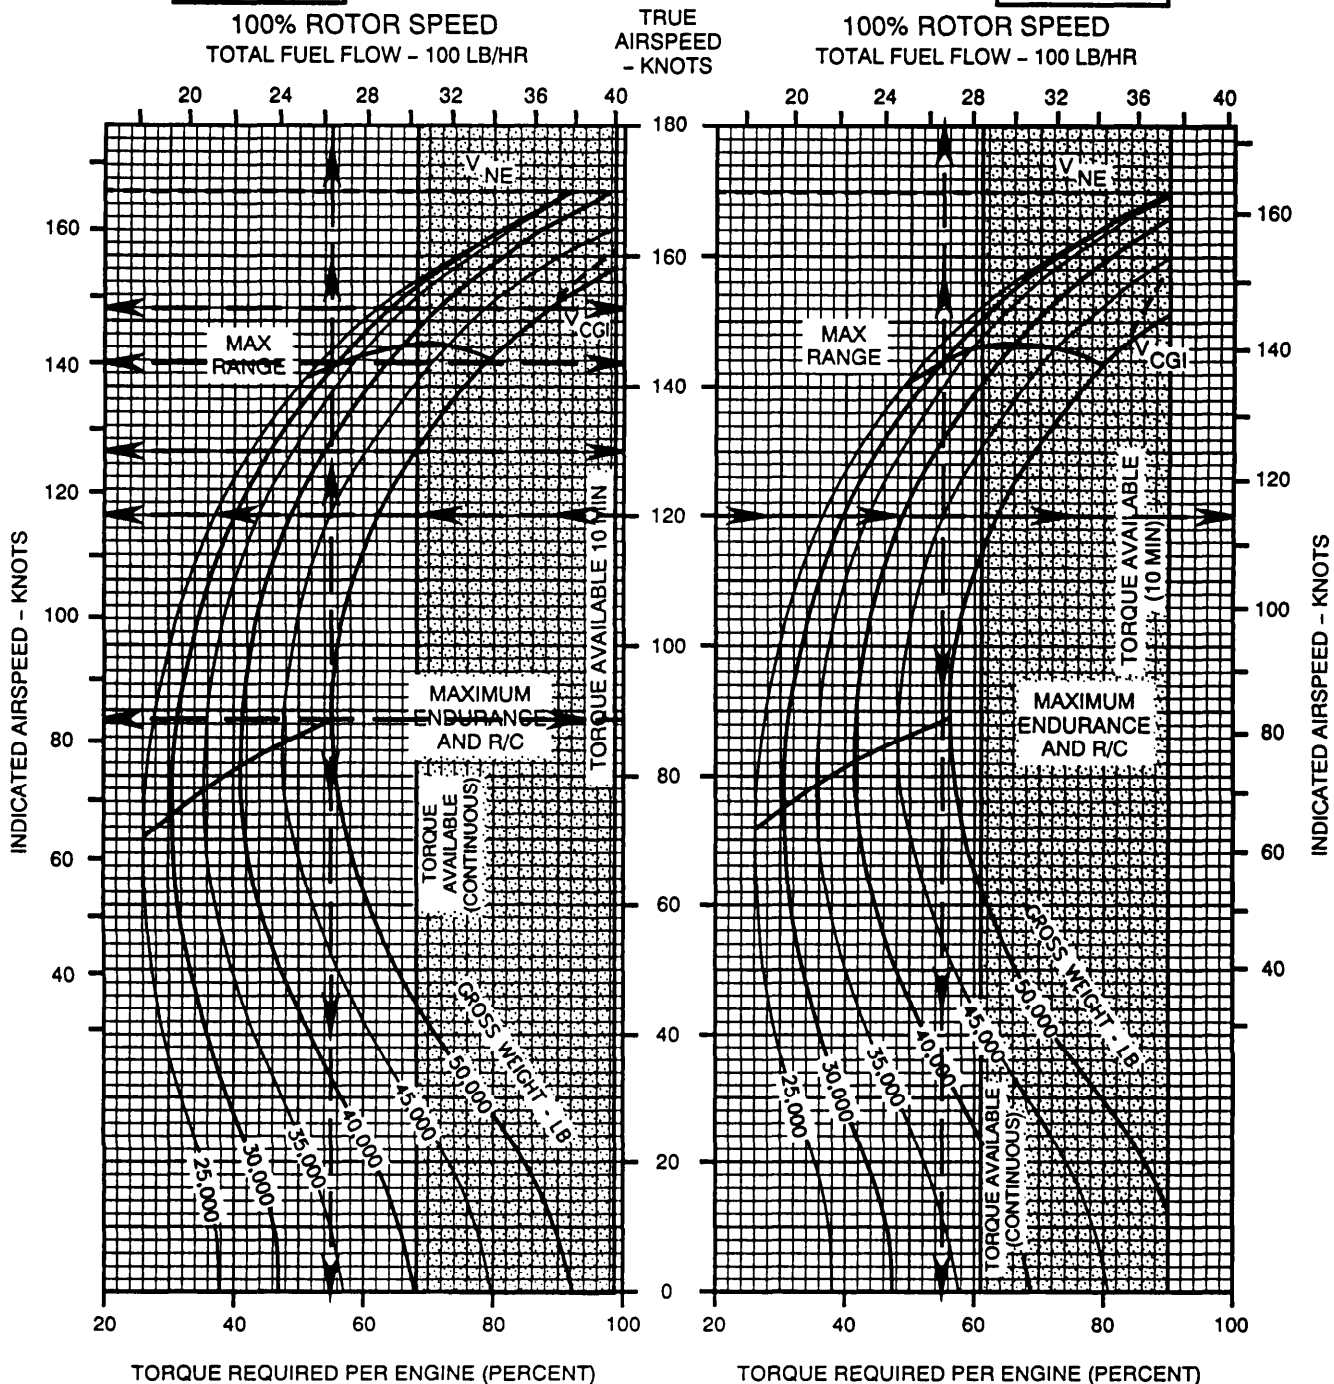 100% ROTOR SPEED
TOTAL FUEL FLOW – 100 LB/HR
TRUE
AIRSPEED
– KNOTS
100% ROTOR SPEED
TOTAL FUEL FLOW – 100 LB/HR
20 24 28 32 36 40
20 24 28 32 36 40
INDICATED AIRSPEED – KNOTS
160
140
120
100
80
60
40
V NE
MAX
RANGE
V CGI
TORQUE AVAILABLE 10 MIN
MAXIMUM
ENDURANCE
AND R/C
TORQUE
AVAILABLE
(CONTINUOUS)
GROSS WEIGHT - LB
25,000
30,000
35,000
40,000
45,000
50,000
20 40 60 80 100
TORQUE REQUIRED PER ENGINE (PERCENT)
180
160
140
120
100
80
60
40
20
0
V NE
MAX
RANGE
V CGI
TORQUE AVAILABLE
(10 MIN)
MAXIMUM
ENDURANCE
AND R/C
GROSS WEIGHT - LB
25,000
30,000
35,000
40,000
45,000
50,000
TORQUE AVAILABLE
(CONTINUOUS)
160
140
120
100
80
60
40
INDICATED AIRSPEED – KNOTS
20 40 60 80 100
TORQUE REQUIRED PER ENGINE (PERCENT)